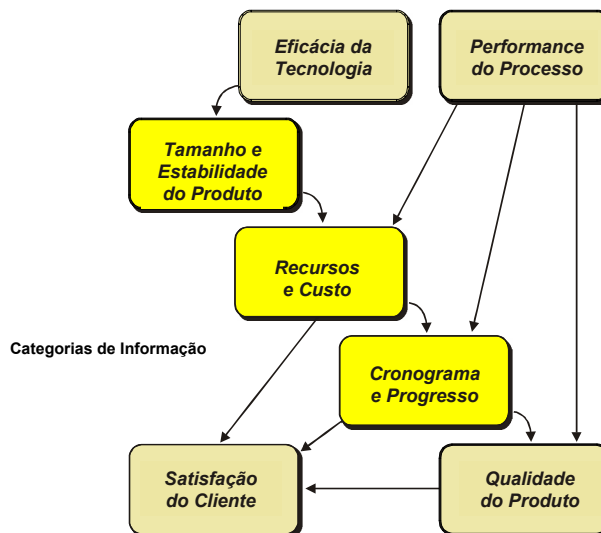 Eficácia da
Tecnologia
Performance
do Processo
Tamanho e
Estabilidade
do Produto
Recursos
e Custo
Categorias de Informação
Cronograma
e Progresso
Satisfação
do Cliente
Qualidade
do Produto